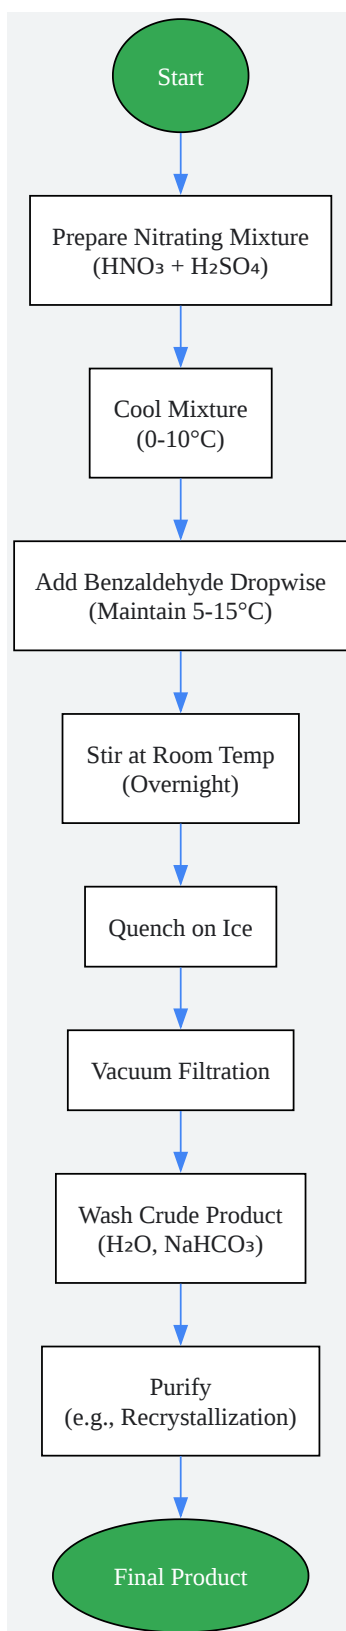 Start
Prepare Nitrating Mixture
(HNO₃ + H₂SO₄)
Cool Mixture
(0-10°C)
Add Benzaldehyde Dropwise
(Maintain 5-15°C)
Stir at Room Temp
(Overnight)
Quench on Ice
Vacuum Filtration
Wash Crude Product
(H₂O, NaHCO₃)
Purify
(e.g., Recrystallization)
Final Product